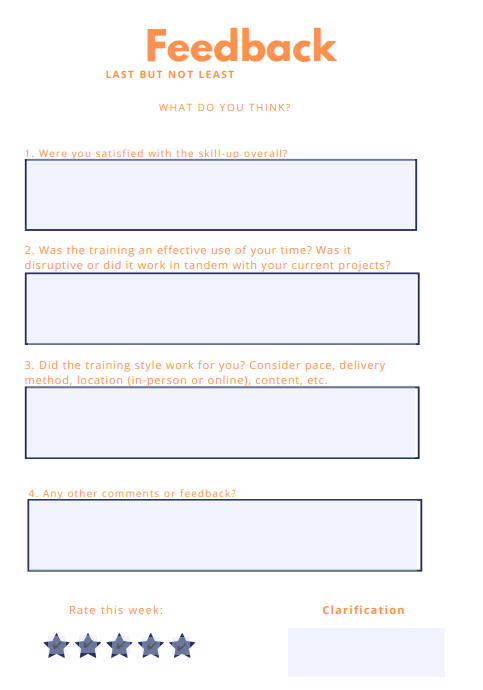 Feedback
LAST BUT NOT LEAST
WHAT DO YOU THINK?
1. Were you satisfied with the skill-up overall?
2. Was the training an effective use of your time? Was it
disruptive or did it work in tandem with your current projects?
3. Did the training style work for you? Consider pace, delivery
method, location (in-person or online), content, etc.
4. Any other comments or feedback?
Rate this week:
Clarification